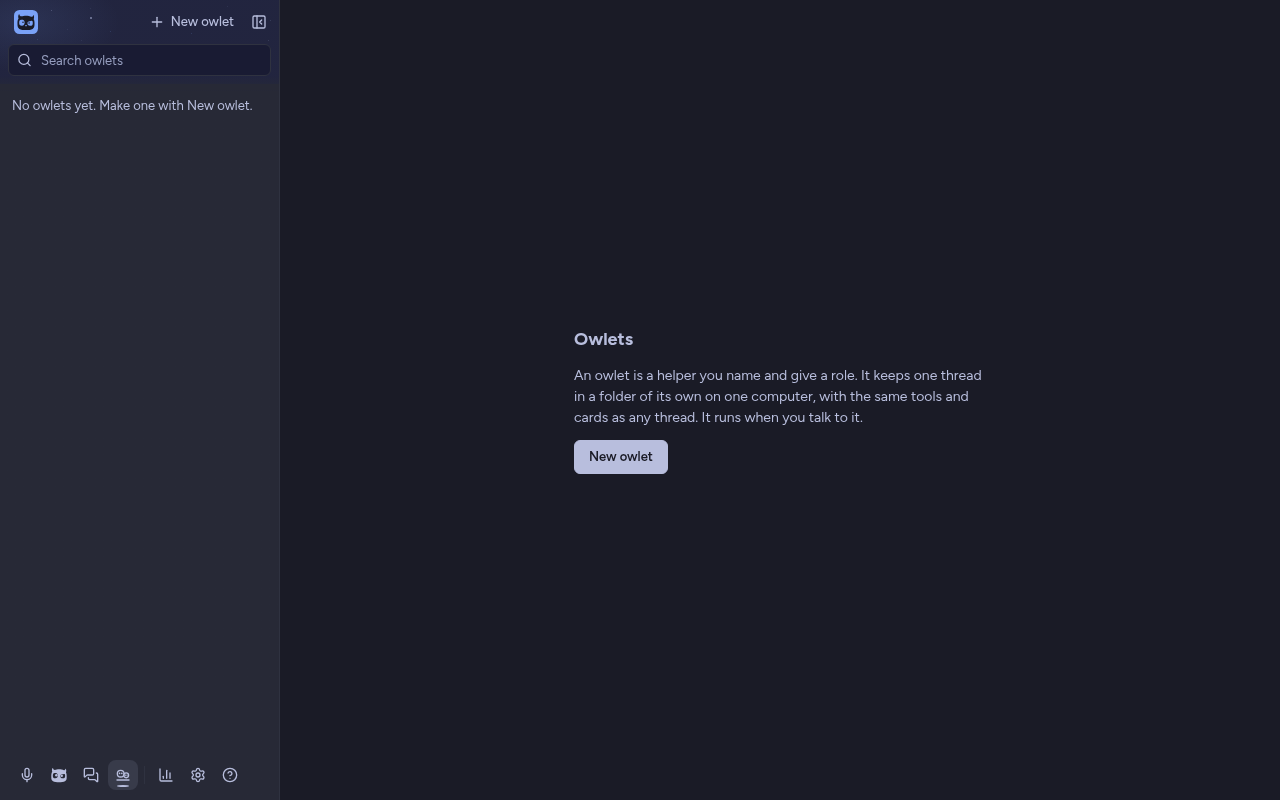 New owlet
Search owlets
No owlets yet. Make one with New owlet.
Owlets
An owlet is a helper you name and give a role. It keeps one thread
in a folder of its own on one computer, with the same tools and
cards as any thread. It runs when you talk to it.
New owlet